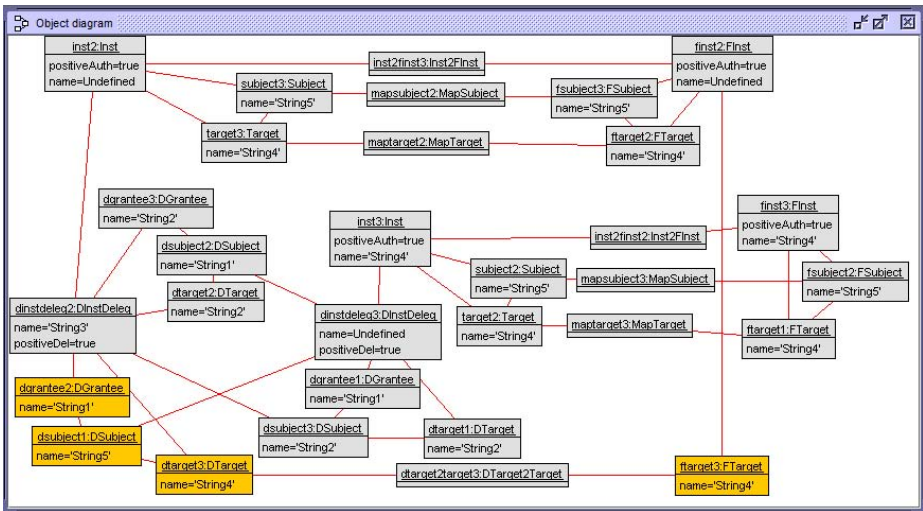 Object diagram
inst2:Inst
positiveAuth=true
name=Undefined
inst2finst3:Inst2FInst
finst2:FInst
positiveAuth=true
name=Undefined
subject3:Subject
name='String5'
mapsubject2:MapSubject
fsubject3:FSubject
name='String5'
target3:Target
name='String4'
maptarget2:MapTarget
ftarget2:FTarget
name='String4'
dgrantee3:DGrantee
name='String2'
dsubject2:DSubject
name='String1'
dtarget2:DTarget
name='String2'
inst3:Inst
positiveAuth=true
name='String4'
inst2finst2:Inst2FInst
finst3:FInst
positiveAuth=true
name='String4'
subject2:Subject
name='String5'
mapsubject3:MapSubject
fsubject2:FSubject
name='String5'
dinstdeleg2:DInstDeleg
name='String3'
positiveDel=true
dinstdeleg3:DInstDeleg
name=Undefined
positiveDel=true
target2:Target
name='String4'
maptarget3:MapTarget
ftarget1:FTarget
name='String4'
dgrantee2:DGrantee
name='String1'
dgrantee1:DGrantee
name='String1'
dsubject1:DSubject
name='String5'
dsubject3:DSubject
name='String2'
dtarget1:DTarget
name='String2'
dtarget3:DTarget
name='String4'
dtarget2target3:DTarget2Target
ftarget3:FTarget
name='String4'